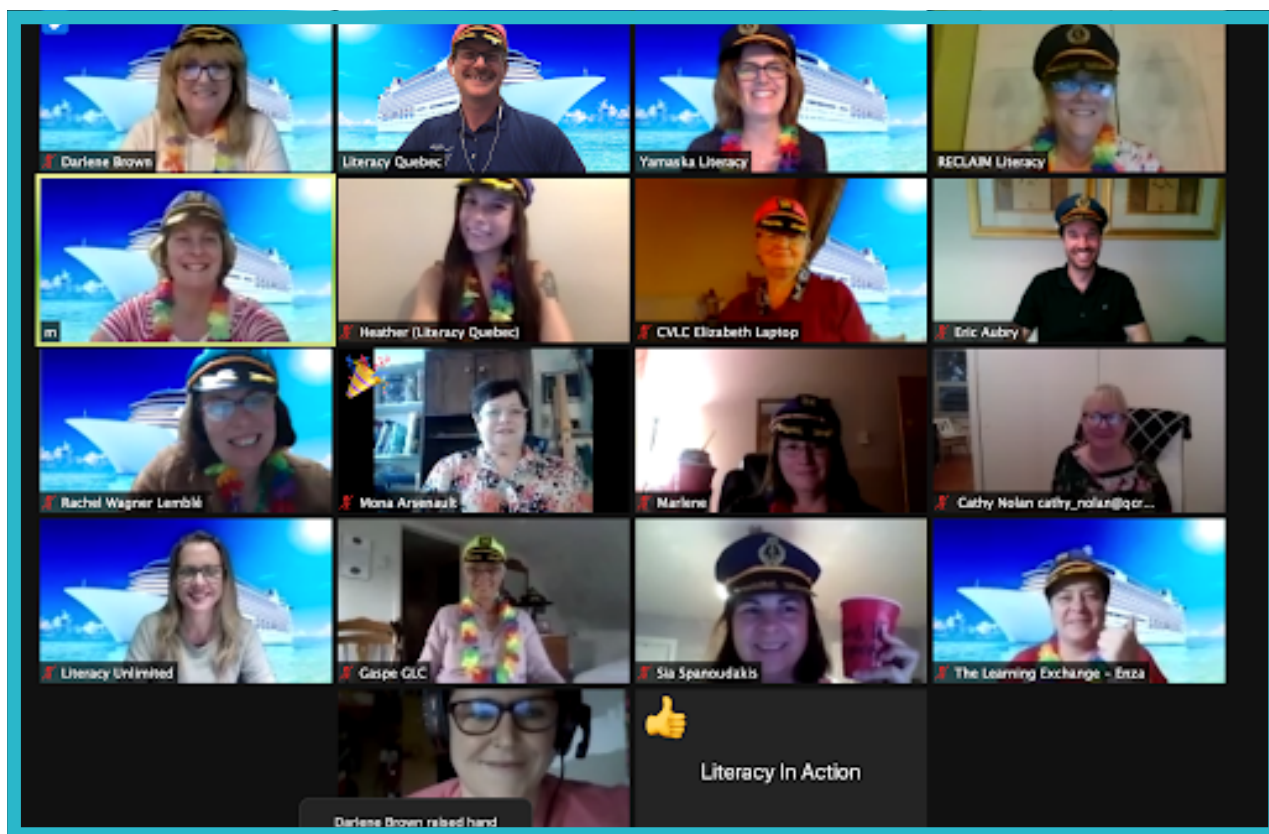 Darlene Brown
Literacy Quebec
Yamaska Literacy
RECLAIM Literacy
m
Heather (Literacy Quebec)
CVLC Elizabeth Laptop
Eric Aubry
Rachel Wagner Lemblé
Mona Arsenault
Marlene
Cathy Nolan cathy_nolan@qcr...
Literacy Unlimited
Gaspe GLC
Sia Spanoudakis
The Learning Exchange - Enza
Literacy In Action
Darlene Brown raised hand